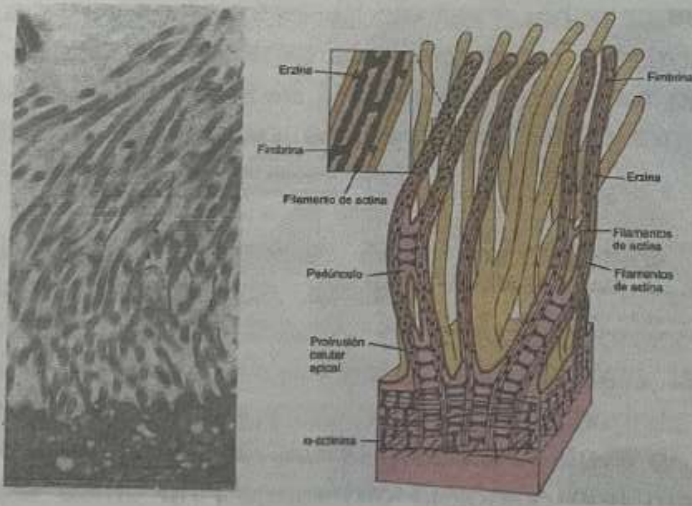 Erzina
Fimbrina
Filamento de actina
Pedúnculo
Protrusión
celular
apical
α-actinina
Fimbrina
Erzina
Filamentos
de actina
Filamentos
de actina